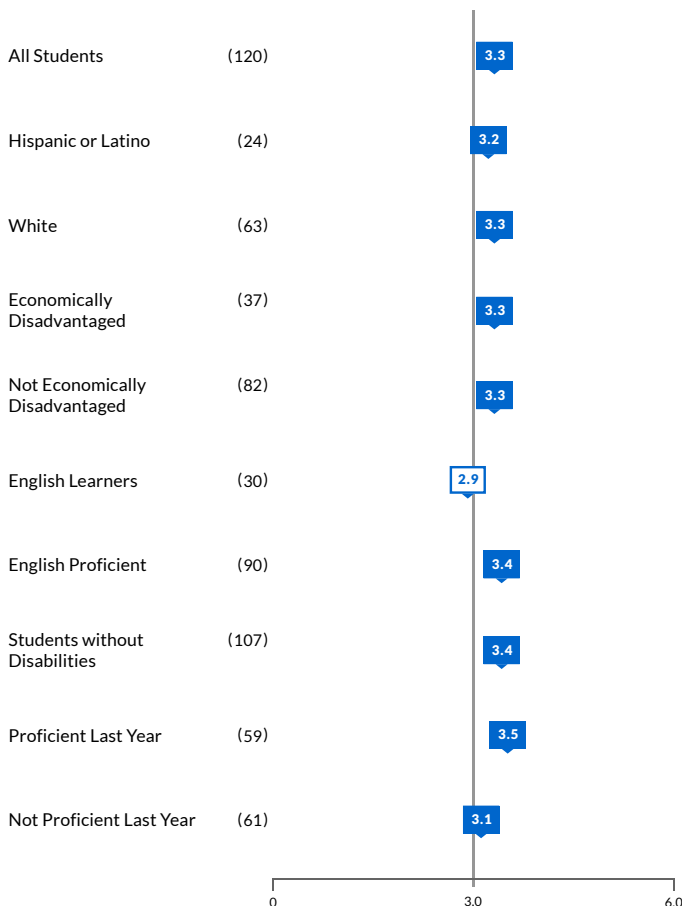 All Students (120) 3.3
Hispanic or Latino (24) 3.2
White (63) 3.3
Economically (37)
Disadvantaged 3.3
Not Economically (82)
Disadvantaged 3.3
English Learners (30) 2.9
English Proficient (90) 3.4
Students without (107)
Disabilities 3.4
Proficient Last Year (59) 3.5
Not Proficient Last Year (61) 3.1
0 3.0 6.0